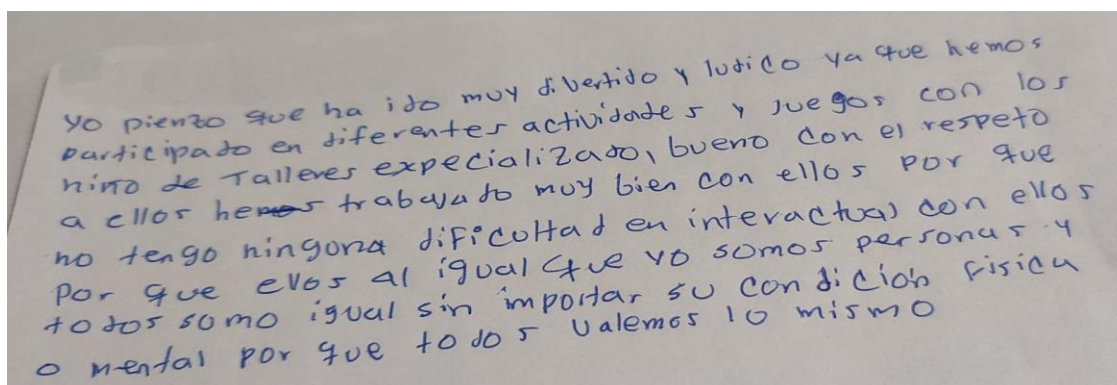 yo pienzo que ha ido muy divertido y ludico ya que hemos
participado en diferentes actividades y juegos con los
niño de Talleres expecializado, bueno con el respeto
a ellos hemos trabajado muy bien con ellos por que
no tengo ninguna dificultad en interactuar con ellos
por que ellos al igual que yo somos personas y
todos somo igual sin importar su condición fisica
o mental por que todos valemos lo mismo